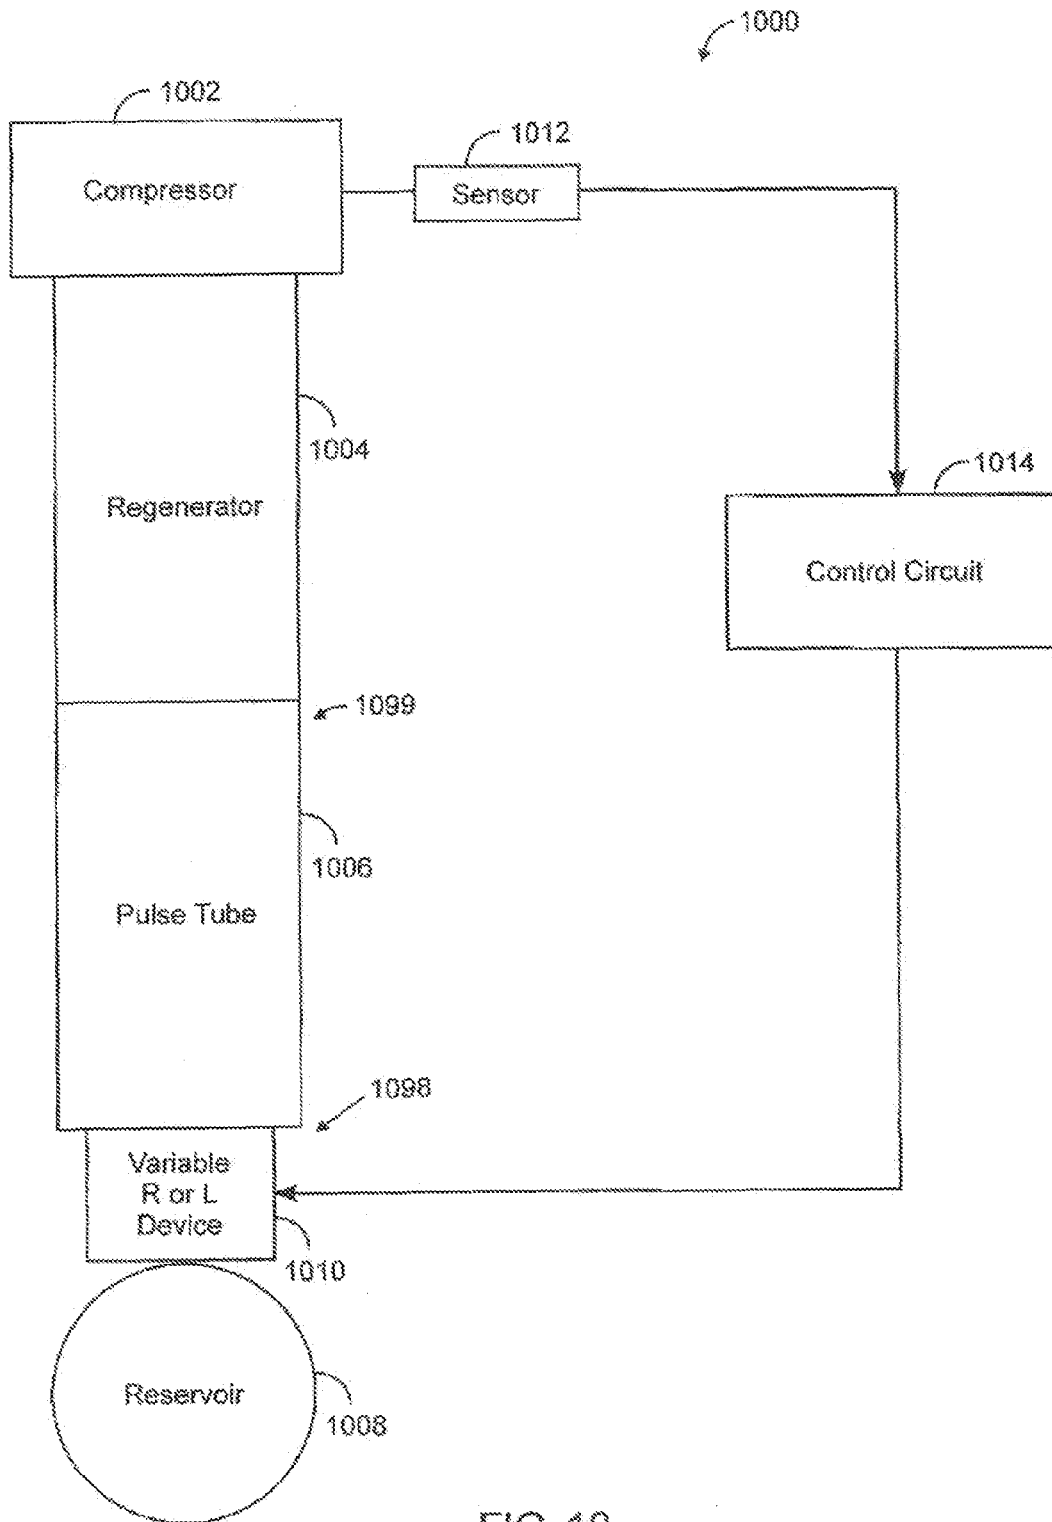 1000
1002
1012
Compressor
Sensor
1004
1014
Regenerator
Control Circuit
1099
1006
Pulse Tube
1098
Variable
R or L
Device
1010
Reservoir
1008